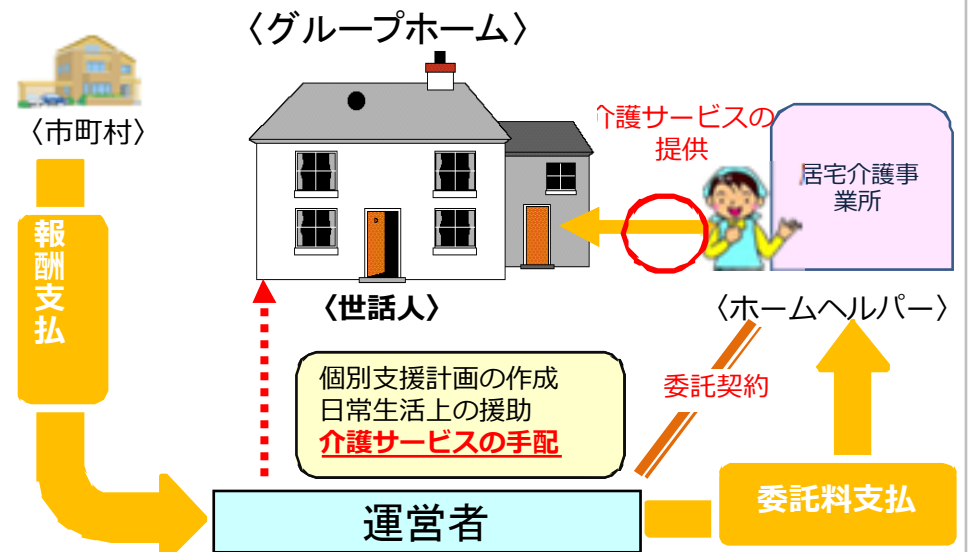 〈グループホーム〉
〈市町村〉
介護サービスの
提供
居宅介護事
業所
報酬支払
〈世話人〉
〈ホームヘルパー〉
個別支援計画の作成
日常生活上の援助
介護サービスの手配
委託契約
委託料支払
運営者